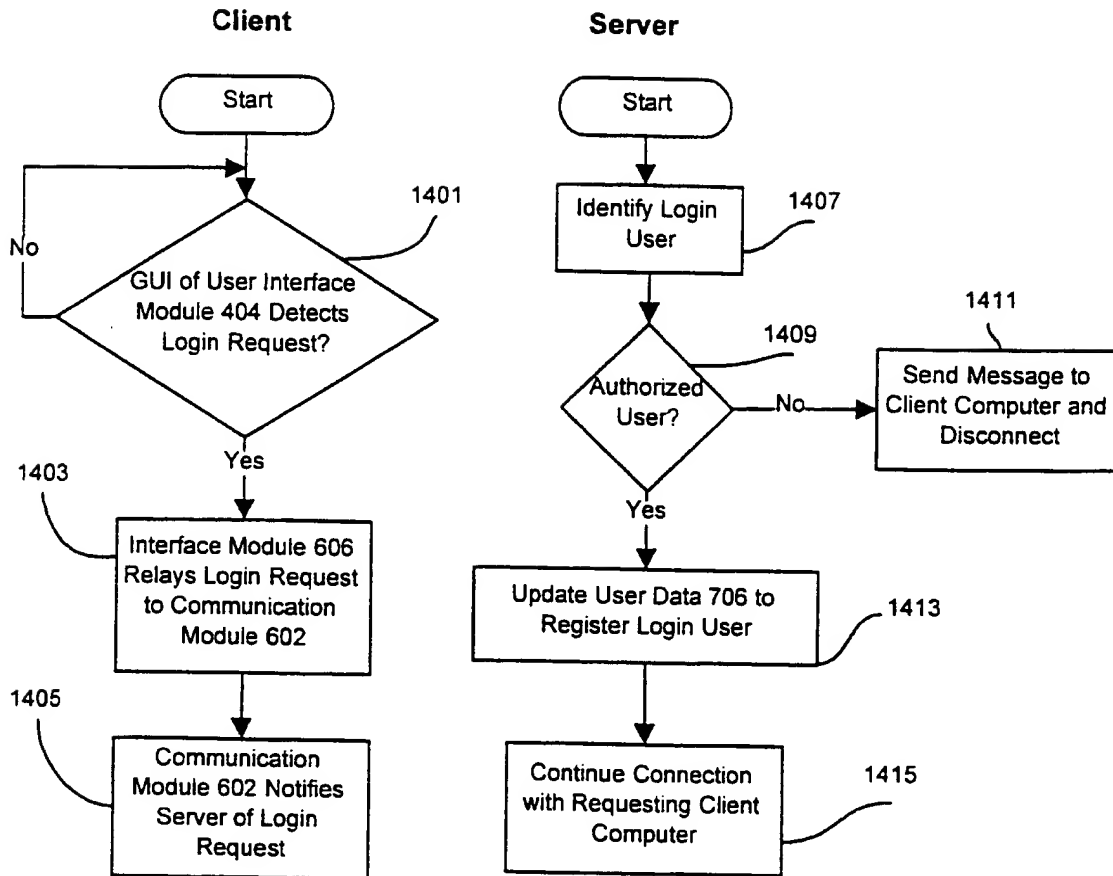 Client
Start
1401
No
GUI of User Interface
Module 404 Detects
Login Request?
Yes
1403
Interface Module 606
Relays Login Request
to Communication
Module 602
1405
Communication
Module 602 Notifies
Server of Login
Request
Server
Start
1407
Identify Login
User
1409
Authorized
User?
No
1411
Send Message to
Client Computer and
Disconnect
Yes
Update User Data 706 to
Register Login User
1413
Continue Connection
with Requesting Client
Computer
1415